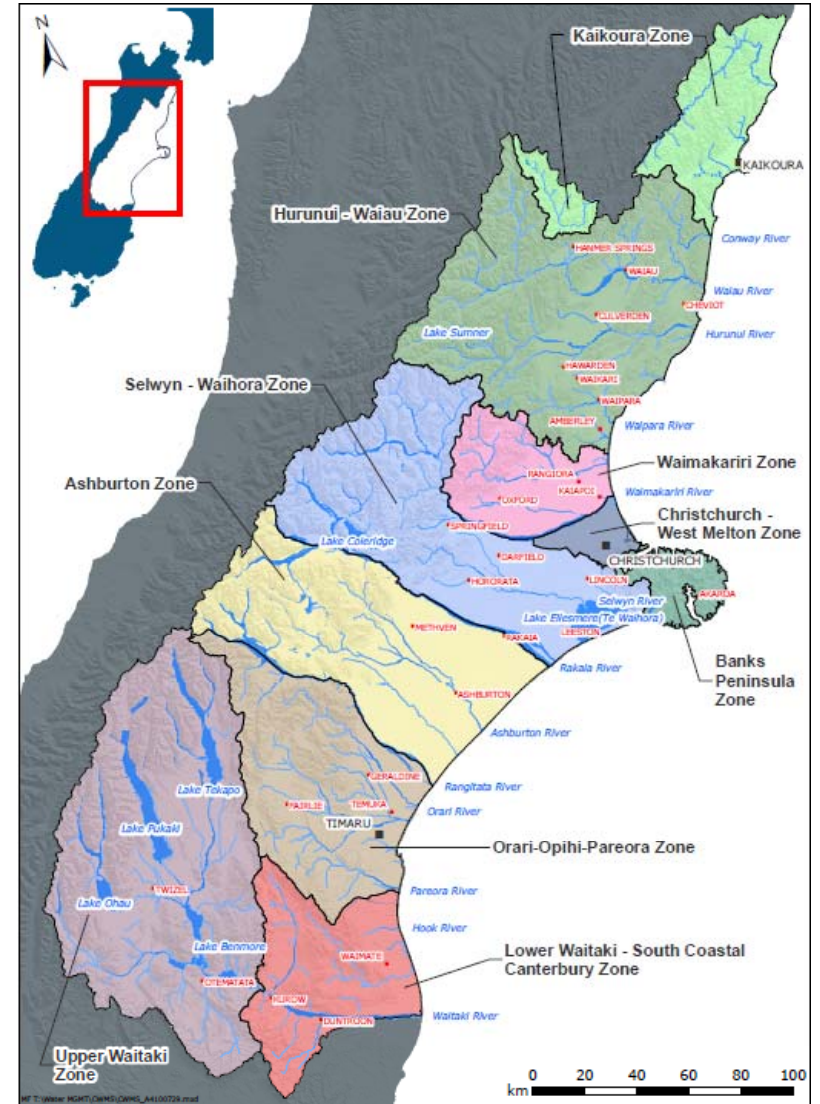 N
Kaikoura Zone
KAIKOURA
Hurunui - Waiau Zone
Conway River
HANMER SPRINGS
WAIAU
Waiau River
CHEVIOT
CULVERDEN
Lake Sumner
Hurunui River
HAWARDEN
WAIKARI
Selwyn - Waihora Zone
WAIPARA
AMBERLEY
Waipara River
Waimakariri Zone
RANGIORA
Ashburton Zone
KAIAPOI
OXFORD
Waimakariri River
Christchurch -
West Melton Zone
SPRINGFIELD
Lake Coleridge
DARFIELD
CHRISTCHURCH
HORORATA
LINCOLN
AKAROA
Selwyn River
Lake Ellesmere(Te Waihora)
METHVEN
LEESTON
RAKAIA
Banks
Peninsula
Zone
Rakaia River
ASHBURTON
Ashburton River
GERALDINE
Rangitata River
Lake Tekapo
FAIRLIE
TEMUKA
Orari River
Lake Pukaki
TIMARU
Orari-Opihi-Pareora Zone
TWIZEL
Pareora River
Lake Ohau
Hook River
Lake Benmore
WAIMATE
Lower Waitaki - South Coastal
Canterbury Zone
OTEMATATA
KUROW
DUNTROON
Waitaki River
Upper Waitaki
Zone
0 20 40 60 80 100
km